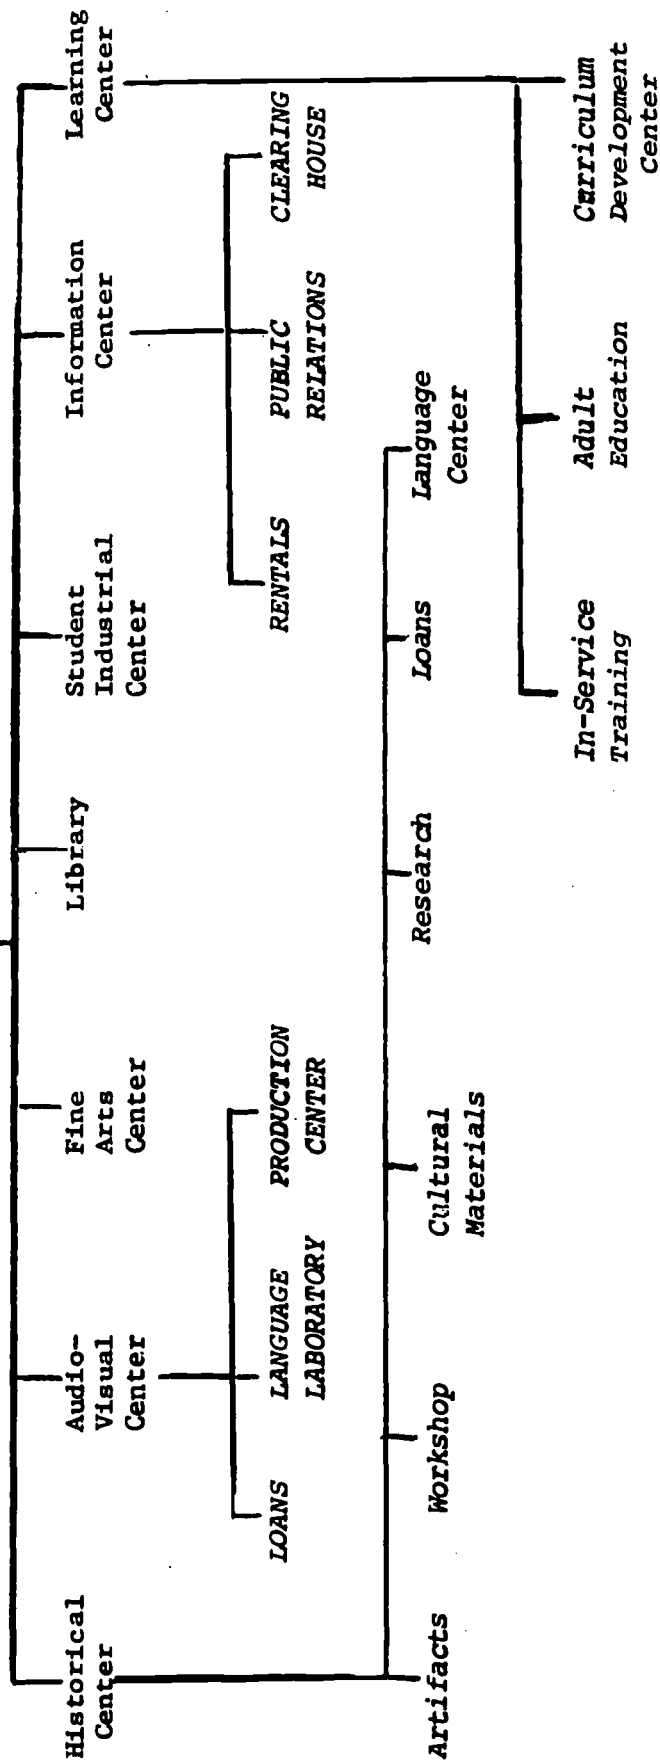 Historical
Center
Audio-
Visual
Center
Fine
Arts
Center
Library
Student
Industrial
Center
Information
Center
Learning
Center
LOANS
LANGUAGE
LABORATORY
PRODUCTION
CENTER
RENTALS
PUBLIC
RELATIONS
CLEARING
HOUSE
Artifacts
Workshop
Cultural
Materials
Research
Loans
Language
Center
In-Service
Training
Adult
Education
Curriculum
Development
Center